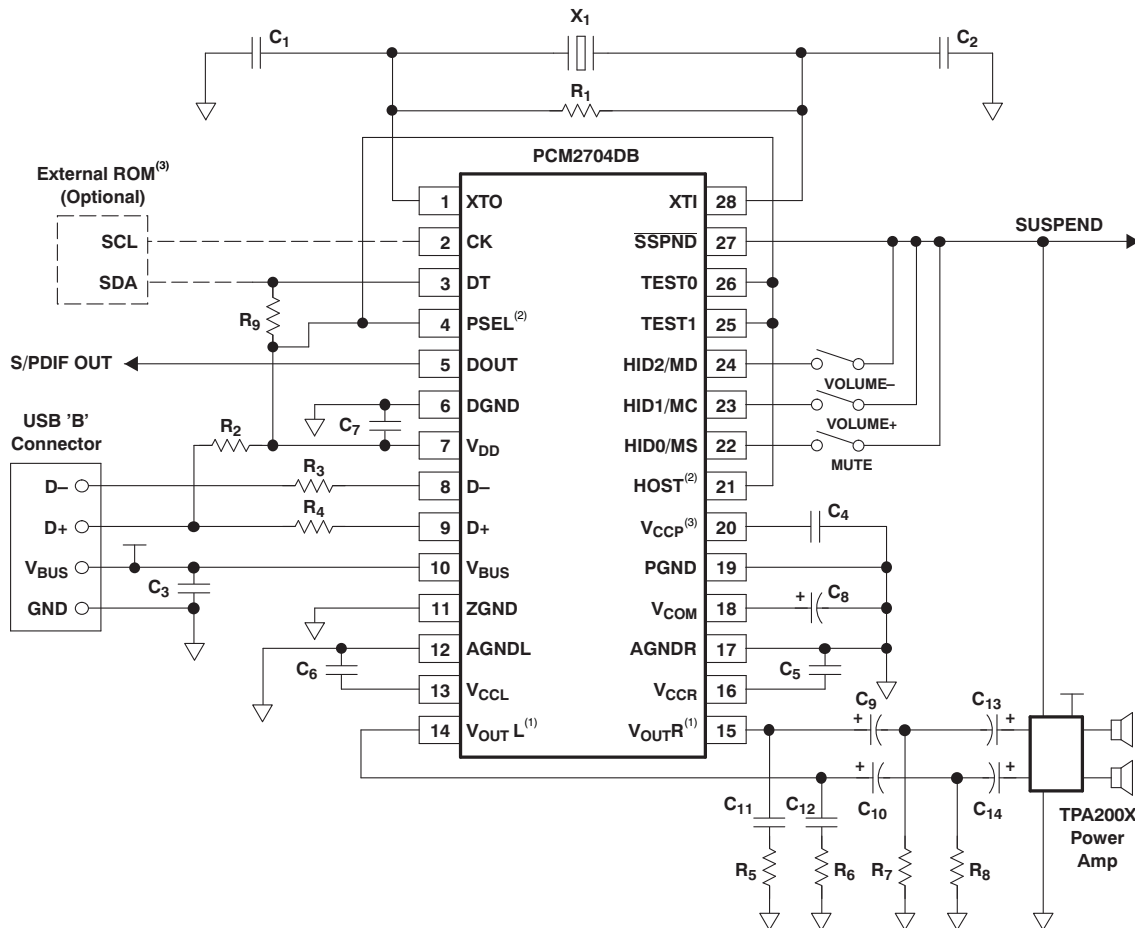 X1
C1
C2
R1
PCM2704DB
External ROM(3)
(Optional)
SCL
SDA
1 XTO
2 CK
3 DT
4 PSEL(2)
5 DOUT
6 DGND
7 VDD
8 D–
9 D+
10 VBUS
11 ZGND
12 AGNDL
13 VCCL
14 VOUT L(1)
XTI 28
SSPND 27
TEST0 26
TEST1 25
HID2/MD 24
HID1/MC 23
HID0/MS 22
HOST(2) 21
VCCP(3) 20
PGND 19
VCOM 18
AGNDR 17
VCCR 16
VOUTR(1) 15
SUSPEND
VOLUME–
VOLUME+
MUTE
R9
S/PDIF OUT
USB 'B'
Connector
D–
D+
VBUS
GND
R2
C7
R3
R4
C3
C6
C4
+ C8
C5
C9 +
C13 +
+ C10
C14 +
C11
C12
R5
R6
R7
R8
TPA200X
Power
Amp